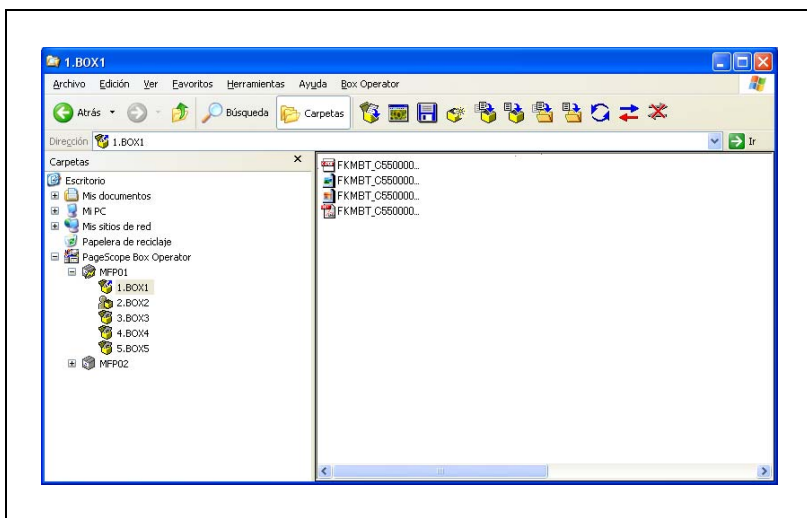 1.BOX1
Archivo Edición Ver Favoritos Herramientas Ayuda Box Operator
Atrás Búsqueda Carpetas
Dirección 1.BOX1 Ir
Carpetas
Escritorio
Mis documentos
Mi PC
Mis sitios de red
Papelera de reciclaje
PageScope Box Operator
MFP01
1.BOX1
2.BOX2
3.BOX3
4.BOX4
5.BOX5
MFP02
FKMBT_C550000...
FKMBT_C550000...
FKMBT_C550000...
FKMBT_C550000...